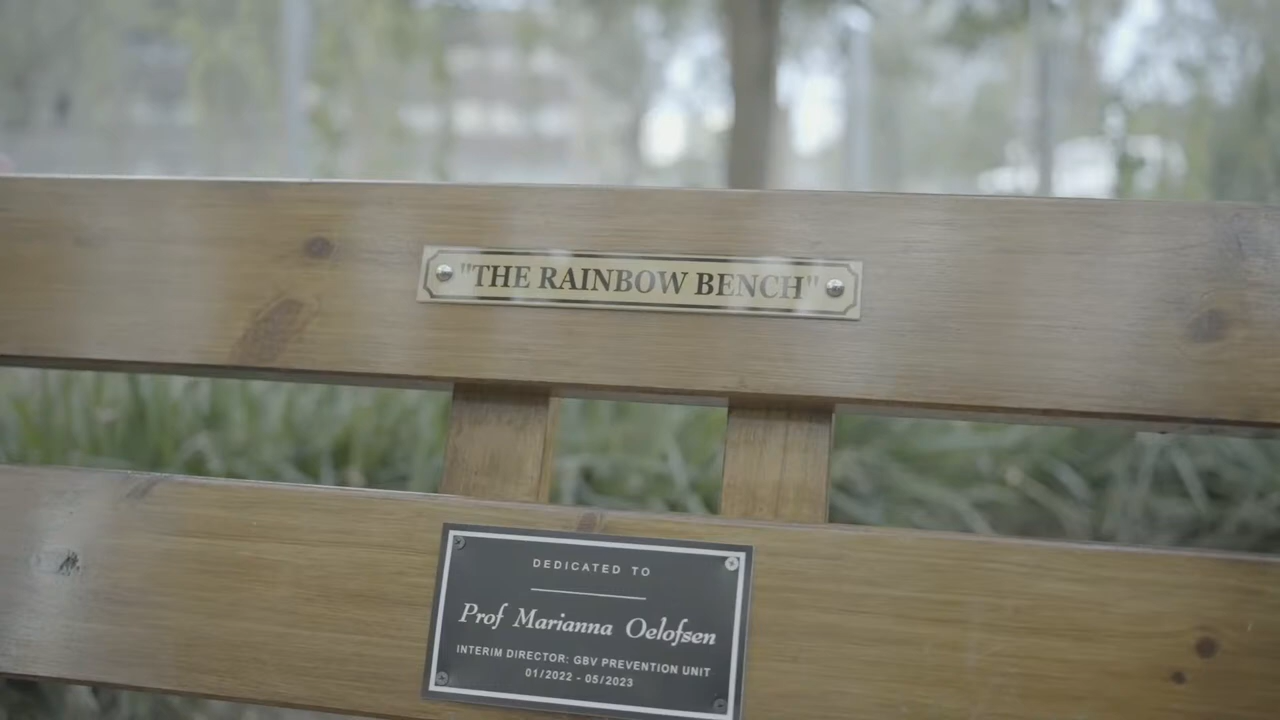 "THE RAINBOW BENCH"
DEDICATED TO
Prof Marianna Oelofsen
INTERIM DIRECTOR: GBV PREVENTION UNIT
01/2022 - 05/2023